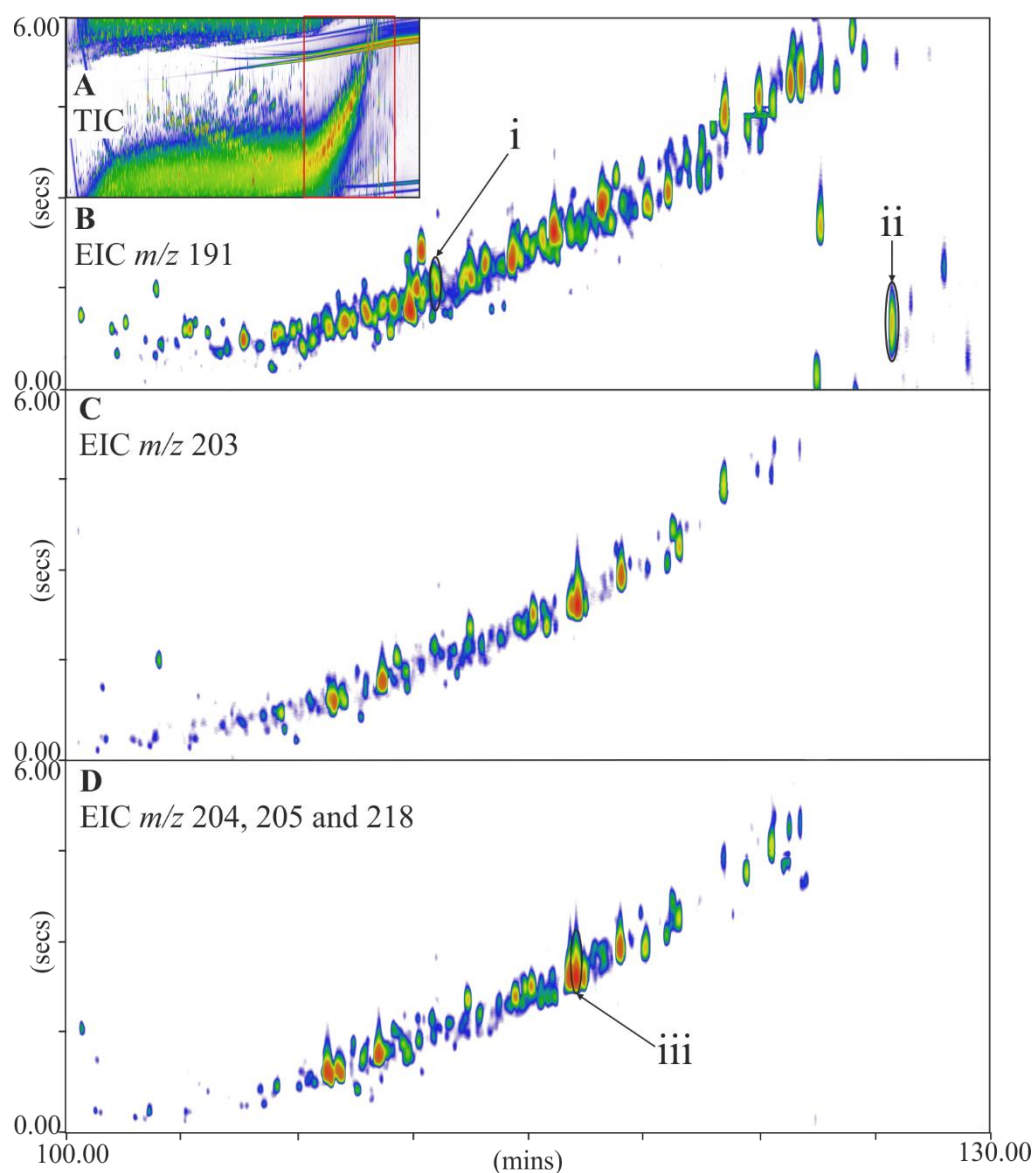 6.00
A
TIC
i
(secs)
B
EIC m/z 191
ii
0.00
6.00
C
EIC m/z 203
(secs)
0.00
6.00
D
EIC m/z 204, 205 and 218
(secs)
iii
0.00
100.00
(mins)
130.00